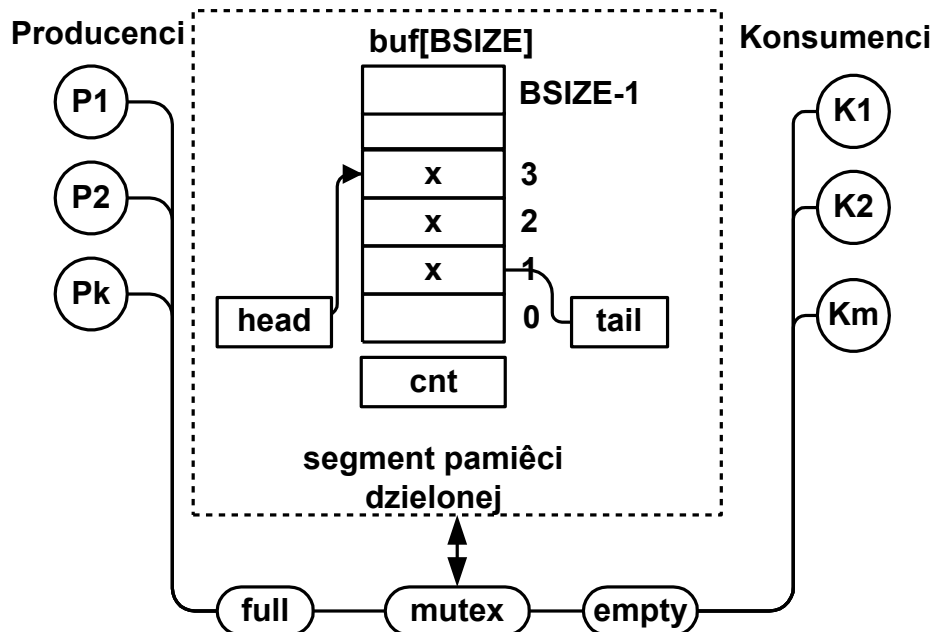 Producenci
Konsumenci
buf[BSIZE]
BSIZE-1
P1
K1
x 3
P2
x 2
K2
x 1
Pk
head
0
tail
Km
cnt
segment pamiêci
dzielonej
full
mutex
empty